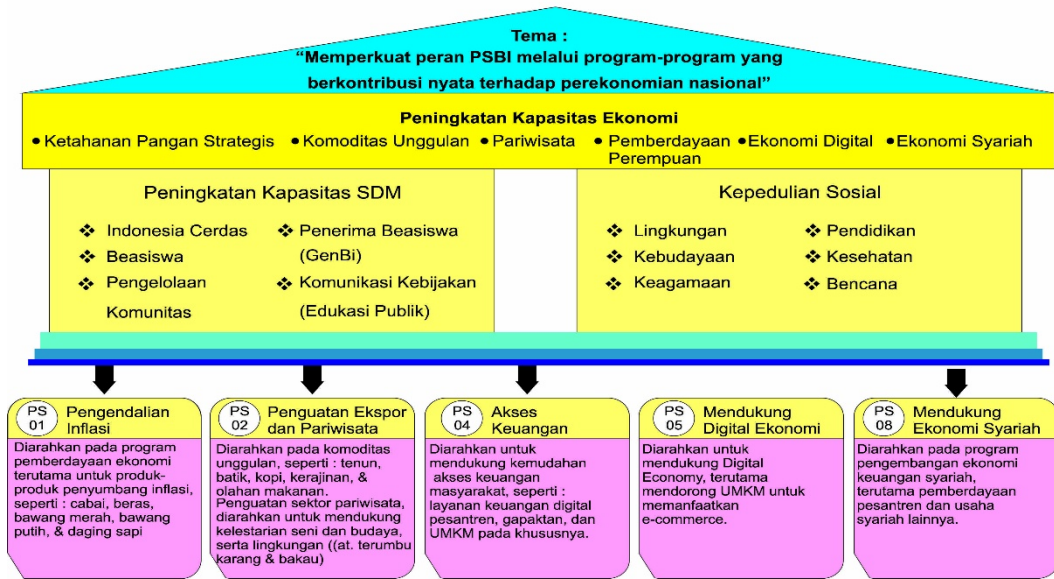 Tema :
“Memperkuat peran PSBI melalui program-program yang
berkontribusi nyata terhadap perekonomian nasional”
Peningkatan Kapasitas Ekonomi
• Ketahanan Pangan Strategis • Komoditas Unggulan • Pariwisata • Pemberdayaan Perempuan • Ekonomi Digital • Ekonomi Syariah
Peningkatan Kapasitas SDM
❖ Indonesia Cerdas
❖ Beasiswa
❖ Pengelolaan
Komunitas
❖ Penerima Beasiswa
(GenBi)
❖ Komunikasi Kebijakan
(Edukasi Publik)
Kepedulian Sosial
❖ Lingkungan
❖ Kebudayaan
❖ Keagamaan
❖ Pendidikan
❖ Kesehatan
❖ Bencana
PS
01
Pengendalian
Inflasi
Diarahkan pada program
pemberdayaan ekonomi
terutama untuk produk-
produk penyumbang inflasi,
seperti : cabai, beras,
bawang merah, bawang
putih, & daging sapi
PS
02
Penguatan Ekspor
dan Pariwisata
Diarahkan pada komoditas
unggulan, seperti : tenun,
batik, kopi, kerajinan, &
olahan makanan.
Penguatan sektor pariwisata,
diarahkan untuk mendukung
kelestarian seni dan budaya,
serta lingkungan ((at. terumbu
karang & bakau)
PS
04
Akses
Keuangan
Diarahkan untuk
mendukung kemudahan
akses keuangan
masyarakat, seperti :
layanan keuangan digital
pesantren, gapaktan, dan
UMKM pada khususnya.
PS
05
Mendukung
Digital Ekonomi
Diarahkan untuk
mendukung Digital
Economy, terutama
mendorong UMKM untuk
memanfaatkan
e-commerce.
PS
08
Mendukung
Ekonomi Syariah
Diarahkan pada program
pengembangan ekonomi
keuangan syariah,
terutama pemberdayaan
pesantren dan usaha
syariah lainnya.